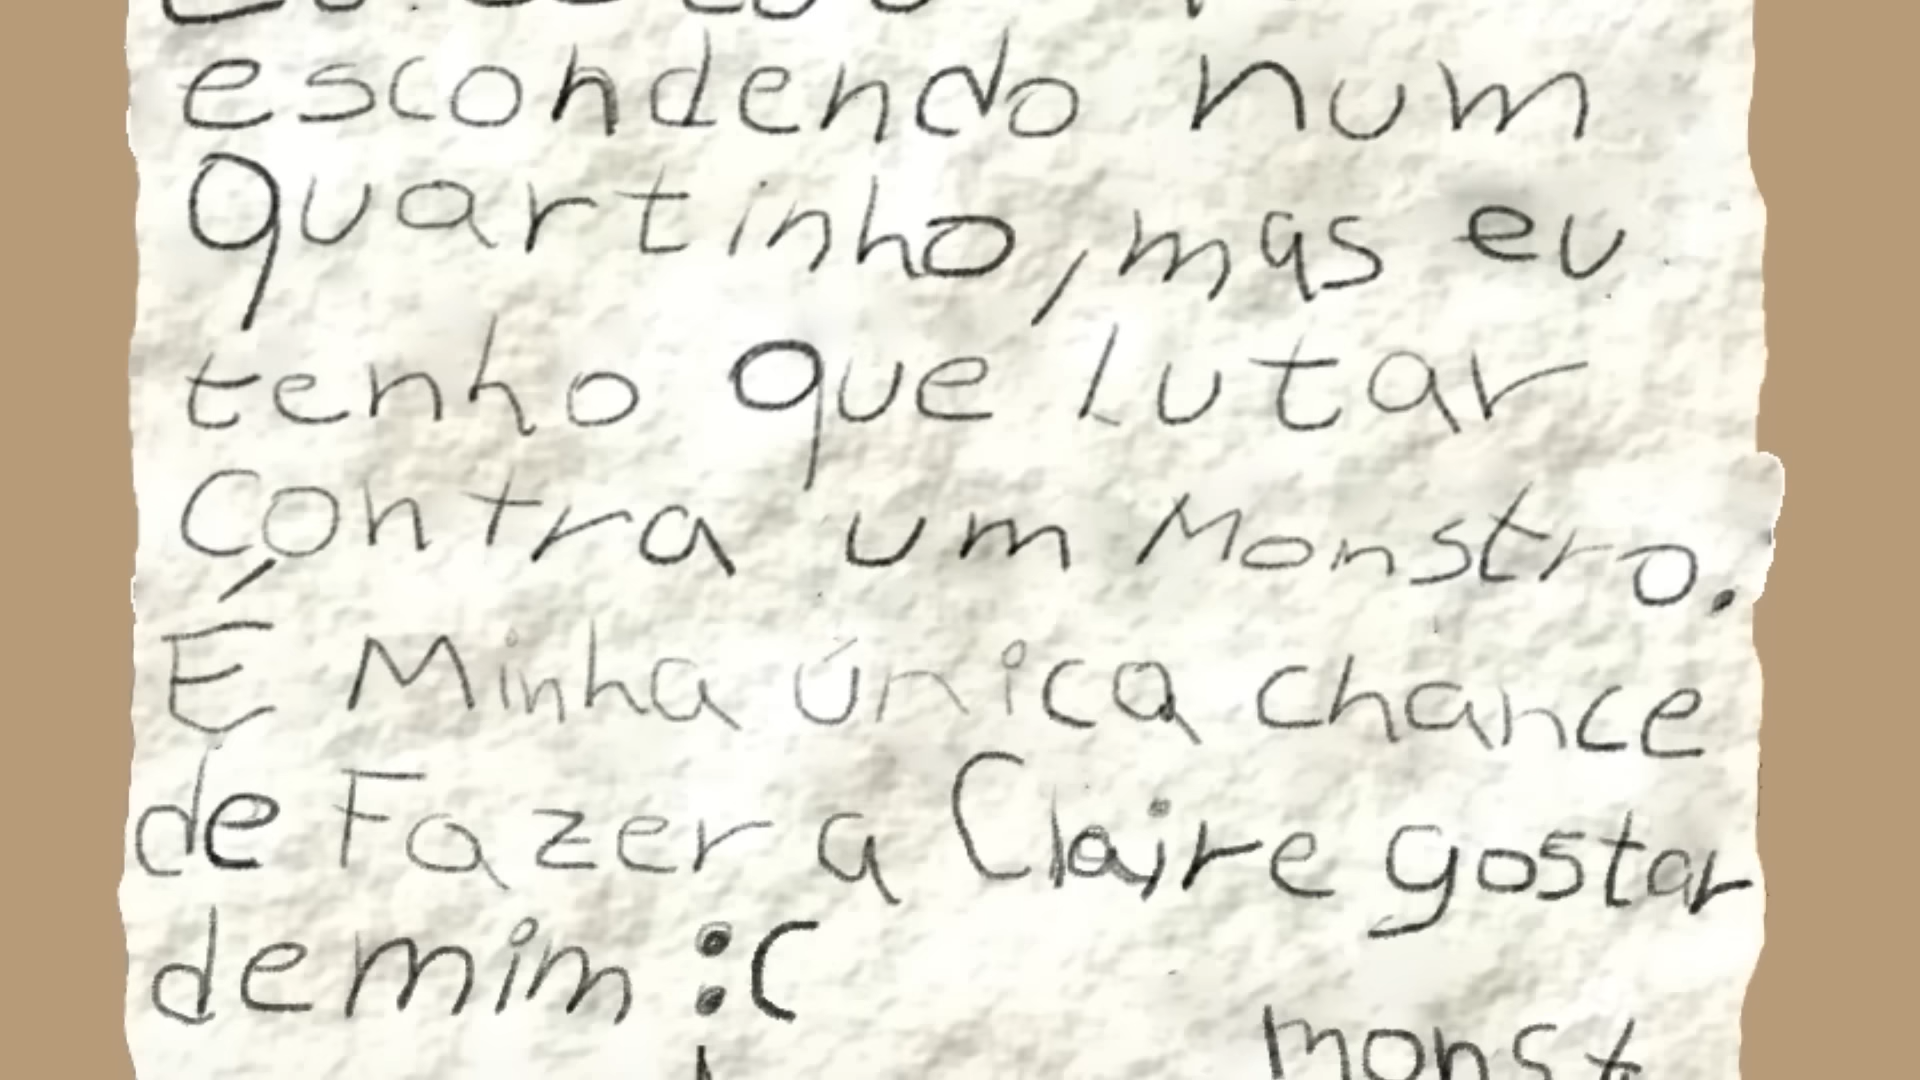 escondendo num
quartinho, mas eu
tenho que lutar
contra um Monstro.
É Minha única chance
de Fazer a Claire gostar
de mim :C
monst